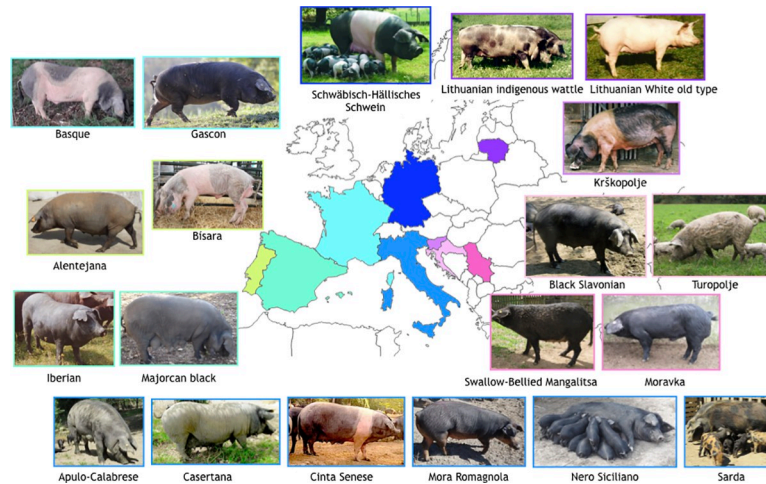 Schwäbisch-Hällisches
Schwein
Lithuanian indigenous wattle
Lithuanian White old type
Basque
Gascon
Krškopolje
Bísara
Alentejana
Black Slavonian
Turopolje
Iberian
Majorcan black
Swallow-Bellied Mangalitsa
Moravka
Apulo-Calabrese
Casertana
Cinta Senese
Mora Romagnola
Nero Siciliano
Sarda